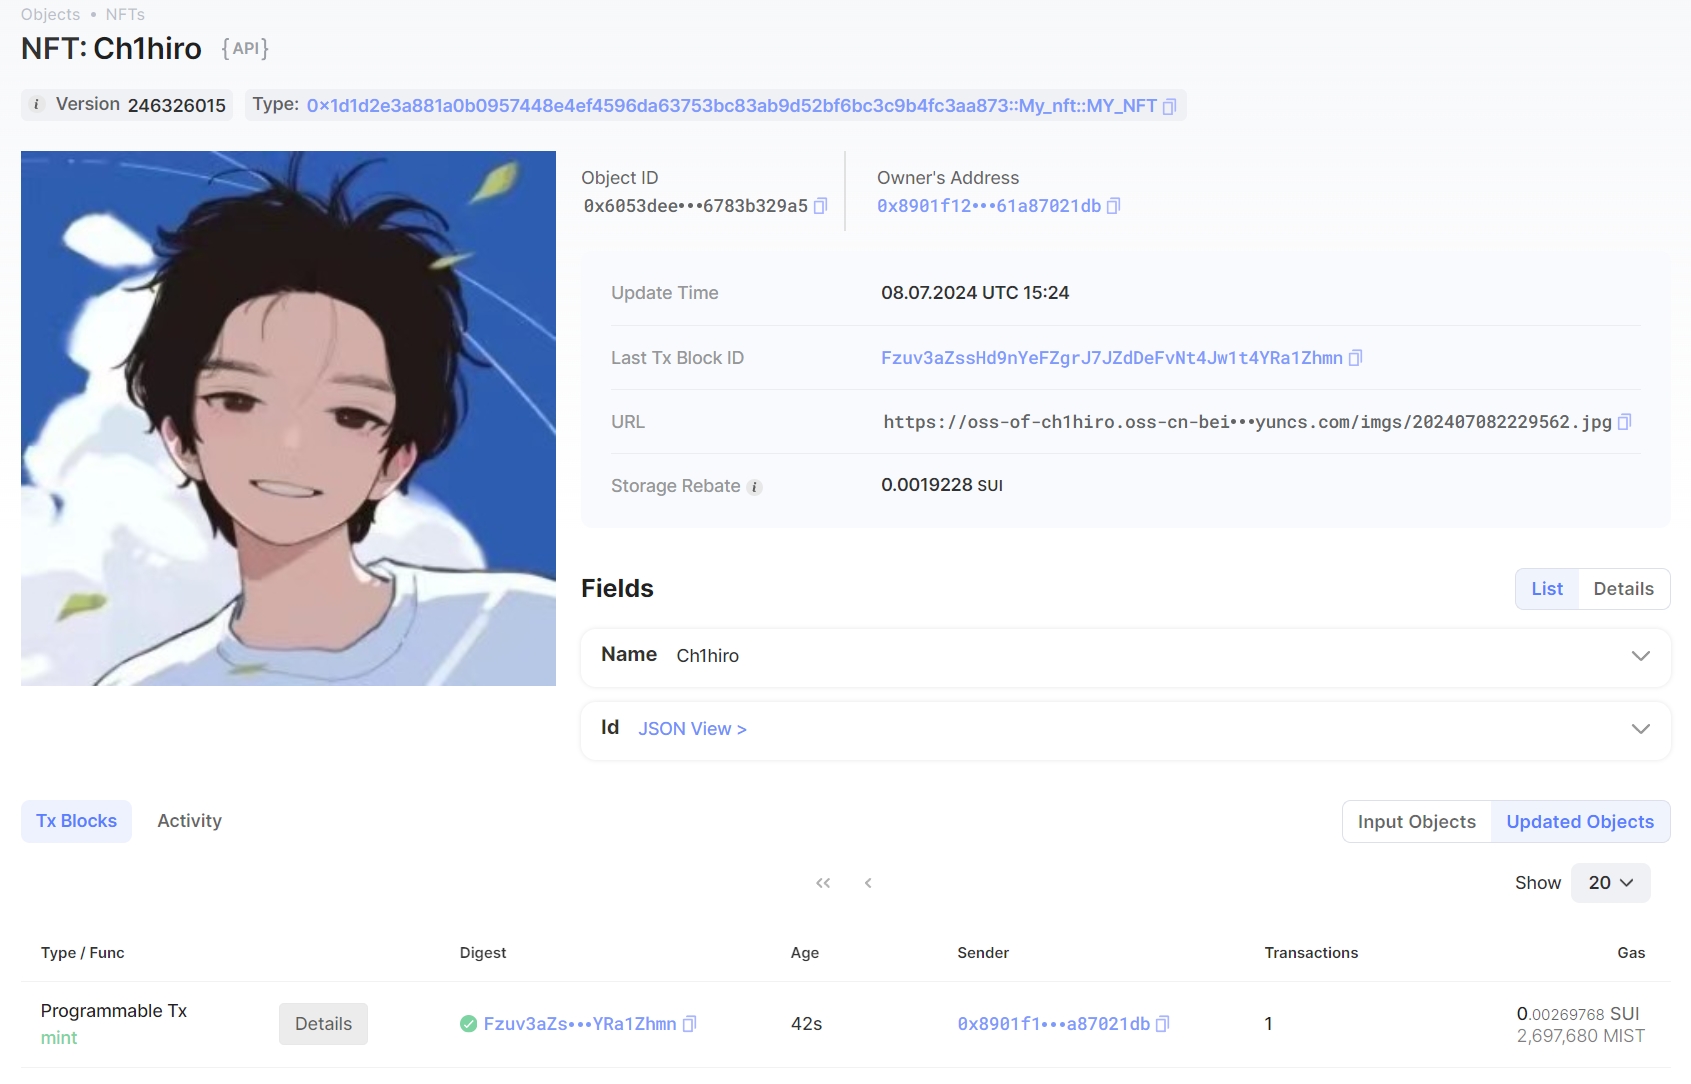 Objects • NFTs
NFT: Ch1hiro {API}
i Version 246326015 Type: 0x1d1d2e3a881a0b0957448e4ef4596da63753bc83ab9d52bf6bc3c9b4fc3aa873::My_nft::MY_NFT
Object ID
0x6053dee•••6783b329a5
Owner's Address
0x8901f12•••61a87021db
Update Time 08.07.2024 UTC 15:24
Last Tx Block ID Fzuv3aZssHd9nYeFZgrJ7JZdDeFvNt4Jw1t4YRa1Zhmn
URL https://oss-of-ch1hiro.oss-cn-bei•••yuncs.com/imgs/202407082229562.jpg
Storage Rebate i 0.0019228 SUI
Fields List Details
Name Ch1hiro
Id JSON View >
Tx Blocks Activity Input Objects Updated Objects
Show 20
Type / Func Digest Age Sender Transactions Gas
Programmable Tx
mint
Details Fzuv3aZs•••YRa1Zhmn 42s 0x8901f1•••a87021db 1
0.00269768 SUI
2,697,680 MIST